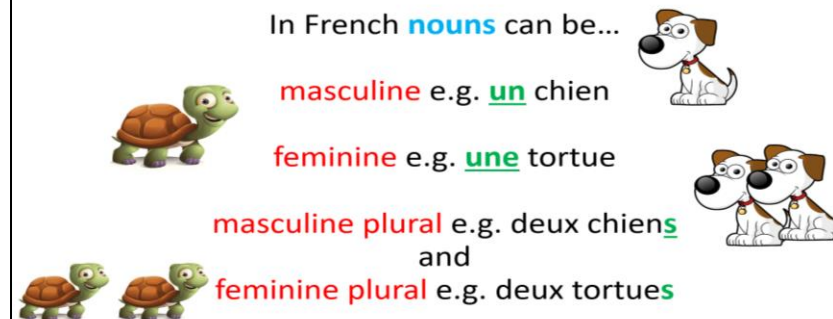 In French nouns can be...
masculine e.g. un chien
feminine e.g. une tortue
masculine plural e.g. deux chiens
and
feminine plural e.g. deux tortues